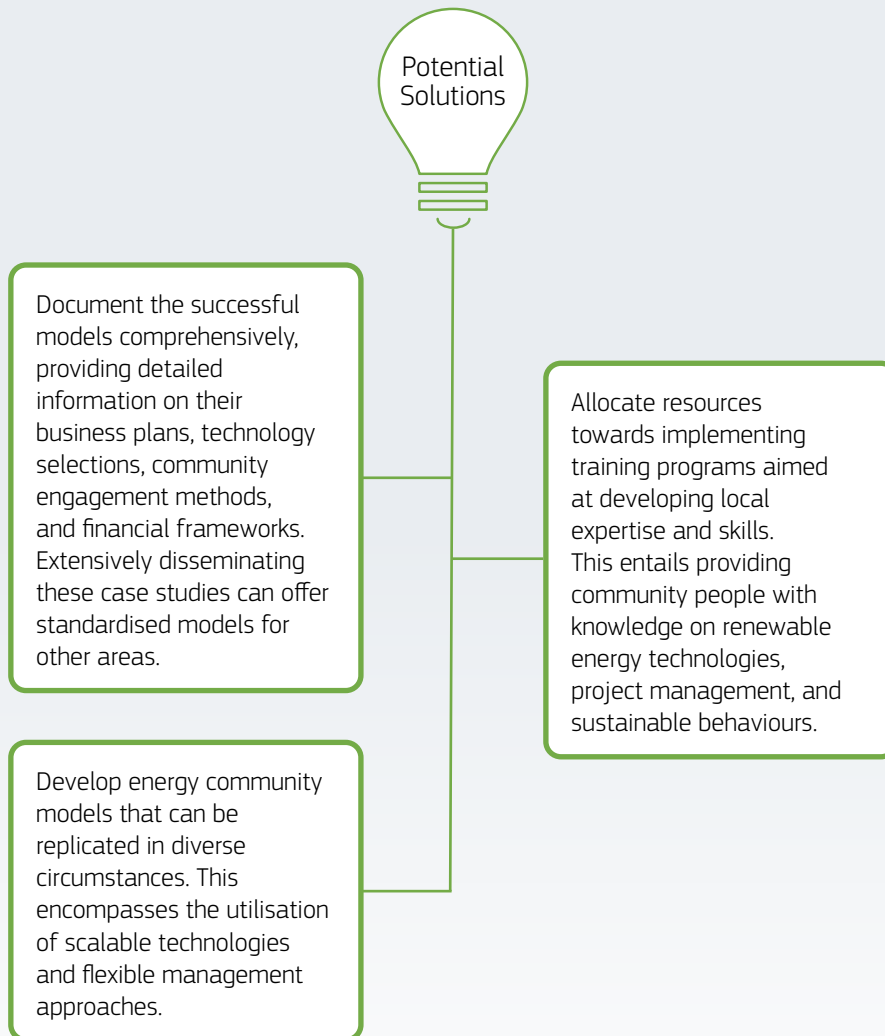 Potential
Solutions
Document the successful
models comprehensively,
providing detailed
information on their
business plans, technology
selections, community
engagement methods,
and financial frameworks.
Extensively disseminating
these case studies can offer
standardised models for
other areas.
Allocate resources
towards implementing
training programs aimed
at developing local
expertise and skills.
This entails providing
community people with
knowledge on renewable
energy technologies,
project management, and
sustainable behaviours.
Develop energy community
models that can be
replicated in diverse
circumstances. This
encompasses the utilisation
of scalable technologies
and flexible management
approaches.